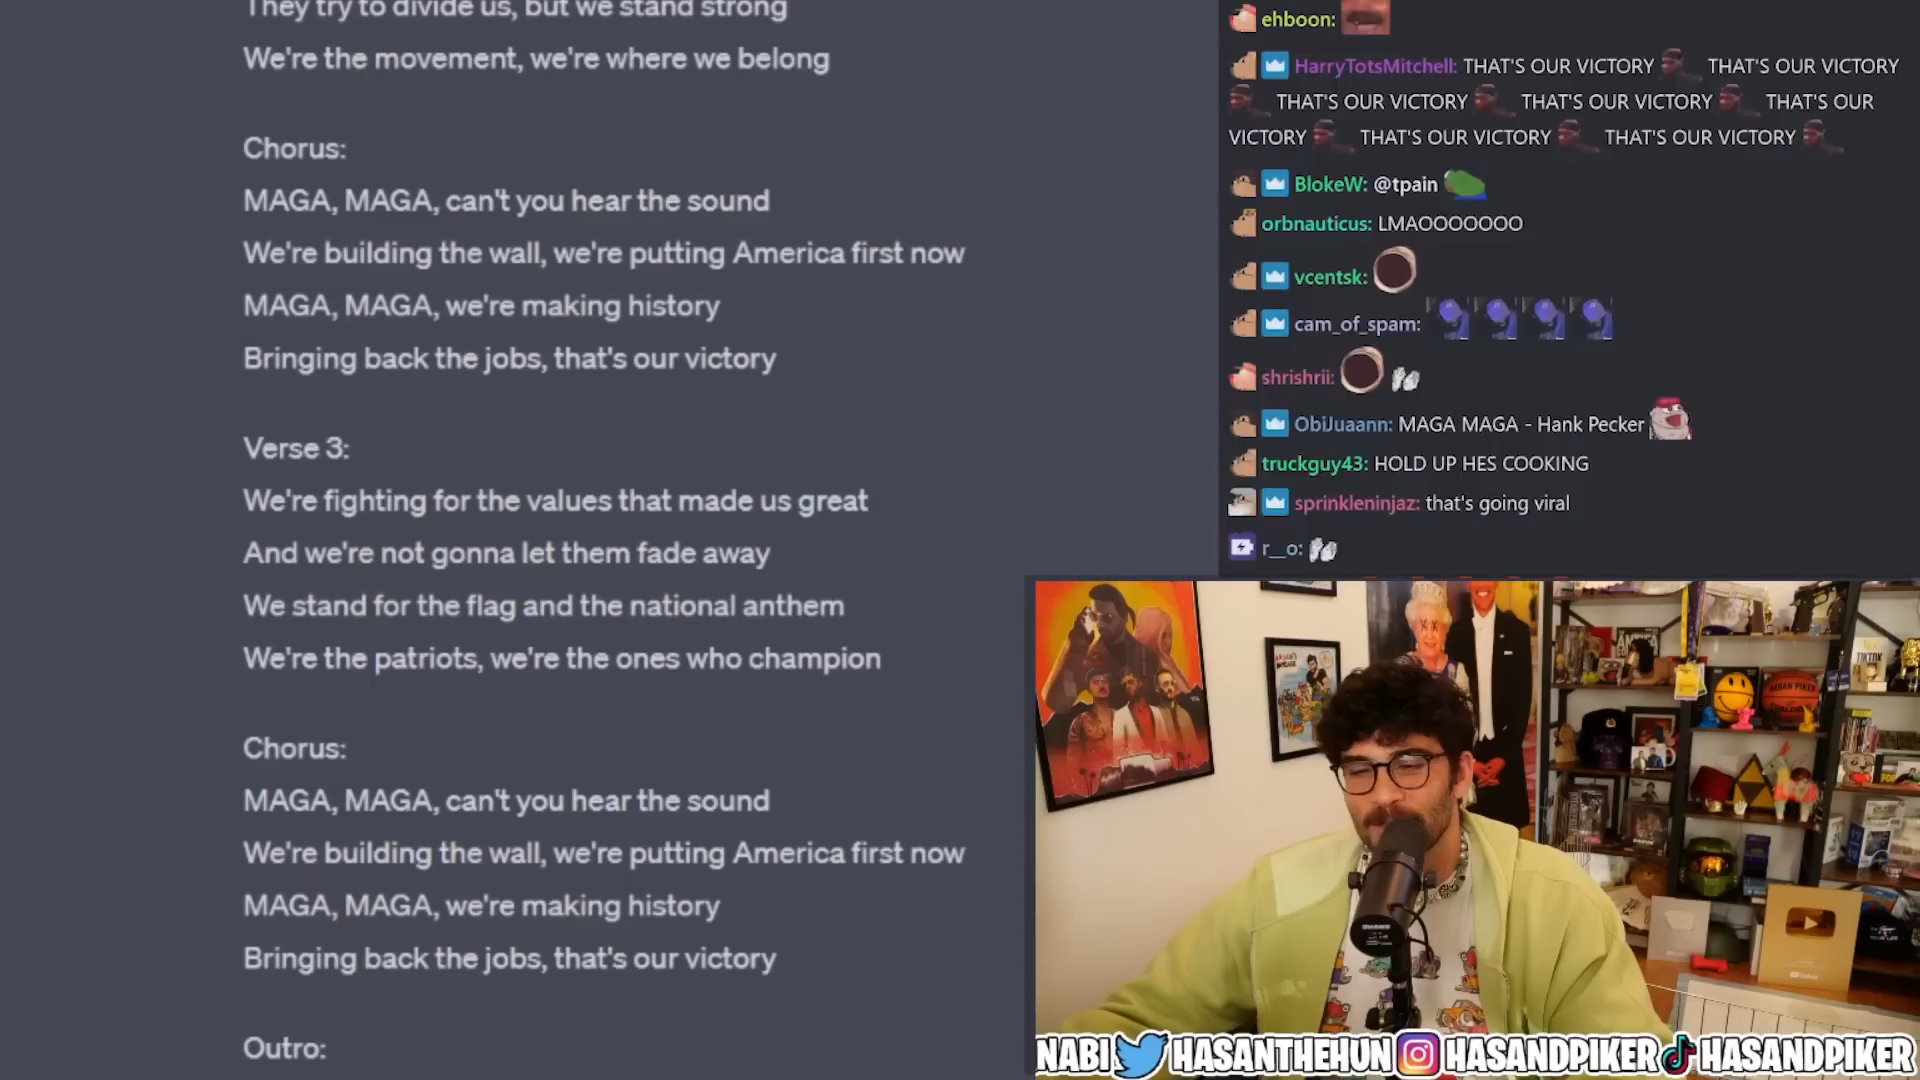 They try to divide us, but we stand strong
We're the movement, we're where we belong
Chorus:
MAGA, MAGA, can't you hear the sound
We're building the wall, we're putting America first now
MAGA, MAGA, we're making history
Bringing back the jobs, that's our victory
Verse 3:
We're fighting for the values that made us great
And we're not gonna let them fade away
We stand for the flag and the national anthem
We're the patriots, we're the ones who champion
Chorus:
MAGA, MAGA, can't you hear the sound
We're building the wall, we're putting America first now
MAGA, MAGA, we're making history
Bringing back the jobs, that's our victory
Outro:
ehboon:
HarryTotsMitchell: THAT'S OUR VICTORY THAT'S OUR VICTORY
THAT'S OUR VICTORY THAT'S OUR VICTORY THAT'S OUR
VICTORY THAT'S OUR VICTORY THAT'S OUR VICTORY
BlokeW: @tpain
orbnauticus: LMAOOOOOOO
vcentsk:
cam_of_spam:
shrishrii:
ObiJuaann: MAGA MAGA - Hank Pecker
truckguy43: HOLD UP HES COOKING
sprinkleninjaz: that's going viral
r__o:
HASAN PIKER
TIKTOK
NABI HASANTHEHUN HASANDPIKER HASANDPIKER